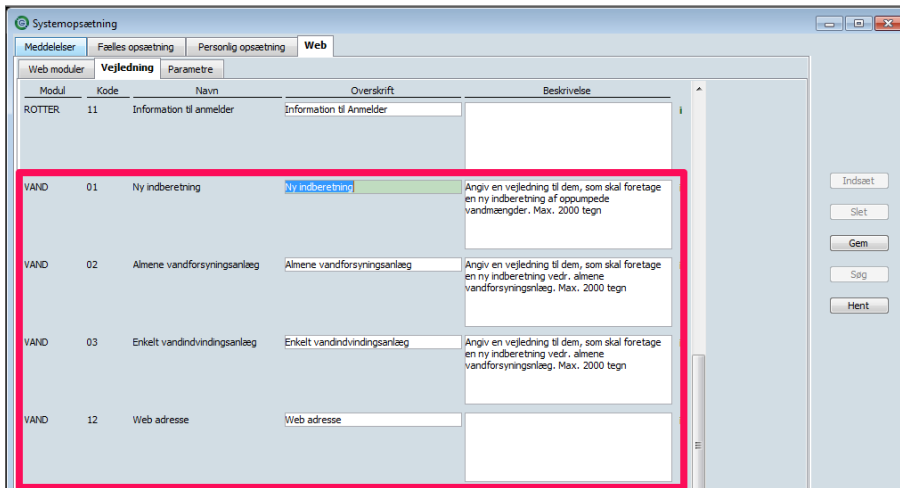 Systemopsætning
Meddelelser Fælles opsætning Personlig opsætning Web
Web moduler Vejledning Parametre
Modul Kode Navn Overskrift Beskrivelse
ROTTER 11 Information til anmelder Information til Anmelder i
VAND 01 Ny indberetning Ny indberetning Angiv en vejledning til dem, som skal foretage
en ny indberetning af oppumpede
vandmængder. Max. 2000 tegn
VAND 02 Almene vandforsyningsanlæg Almene vandforsyningsanlæg Angiv en vejledning til dem, som skal foretage
en ny indberetning vedr. almene
vandforsyningsnlæg. Max. 2000 tegn
VAND 03 Enkelt vandindvindingsanlæg Enkelt vandindvindingsanlæg Angiv en vejledning til dem, som skal foretage
en ny indberetning vedr. almene
vandforsyningsnlæg. Max. 2000 tegn
VAND 12 Web adresse Web adresse
Indsæt
Slet
Gem
Søg
Hent